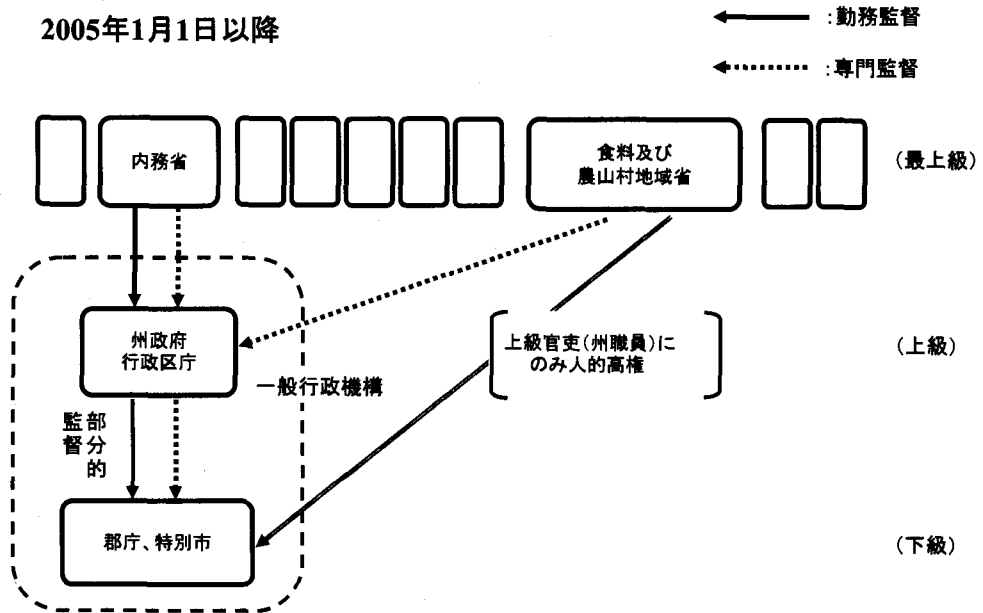 2005年1月1日以降
:勤務監督
:専門監督
内務省
食料及び
農山村地域省
(最上級)
州政府
行政区庁
上級官吏(州職員)に
のみ人的高権
(上級)
一般行政機構
部分的
監督
郡庁、特別市
(下級)